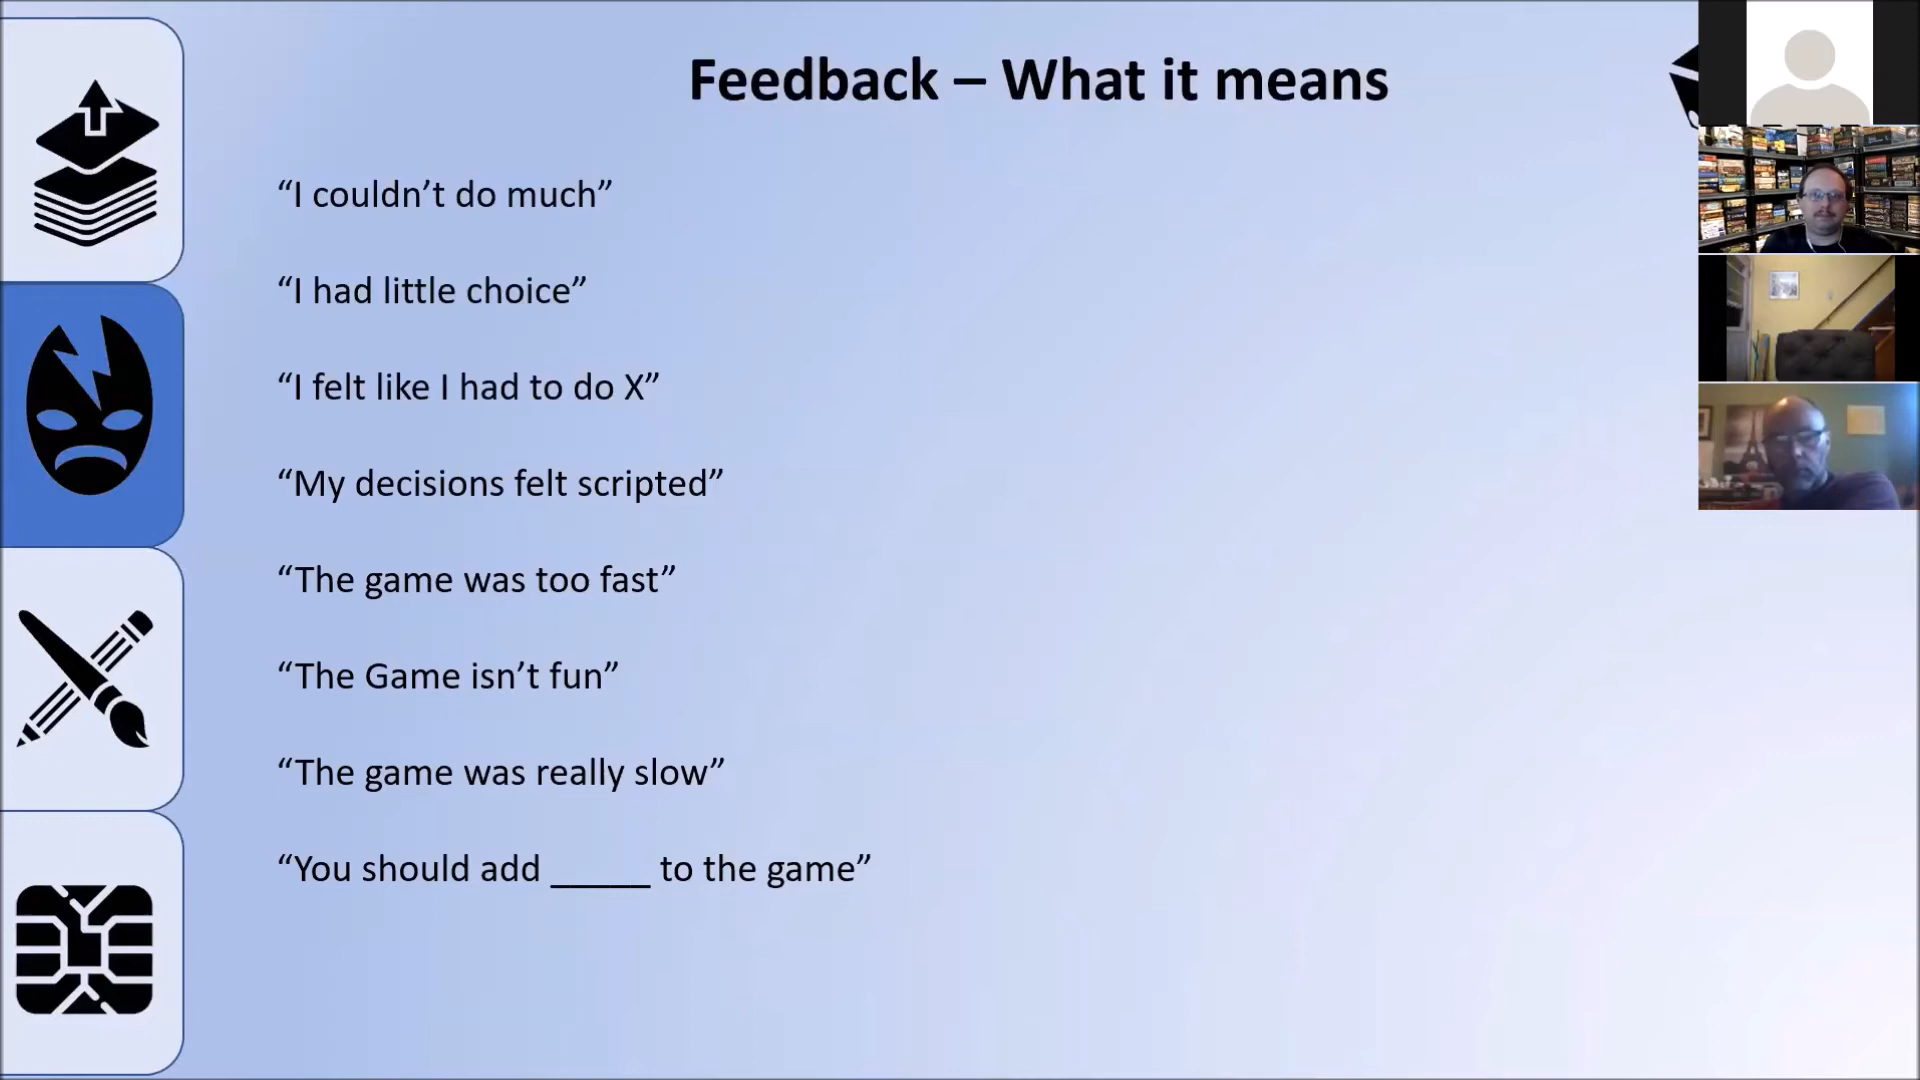 Feedback – What it means
“I couldn’t do much”
“I had little choice”
“I felt like I had to do X”
“My decisions felt scripted”
“The game was too fast”
“The Game isn’t fun”
“The game was really slow”
“You should add _____ to the game”